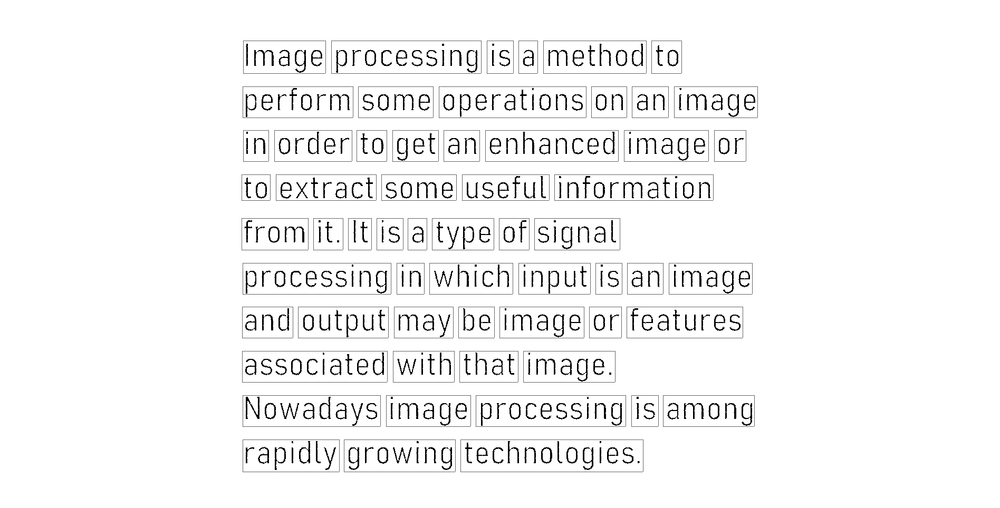 Image processing is a method to
perform some operations on an image
in order to get an enhanced image or
to extract some useful information
from it. It is a type of signal
processing in which input is an image
and output may be image or features
associated with that image.
Nowadays image processing is among
rapidly growing technologies.